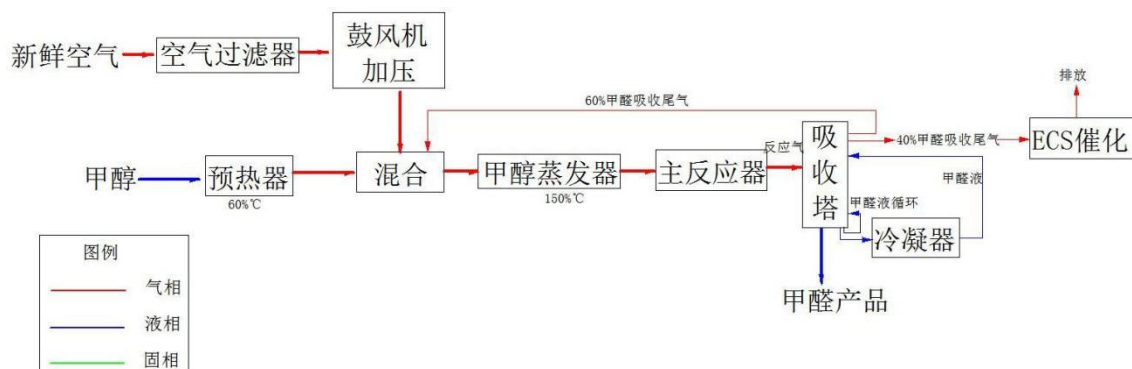 新鲜空气
空气过滤器
鼓风机
加压
60%甲醛吸收尾气
排放
甲醇
预热器
60%℃
混合
甲醇蒸发器
150%℃
主反应器
反应气
吸
收
塔
40%甲醛吸收尾气
ECS催化
甲醛液
甲醛液循环
冷凝器
甲醛产品
图例
气相
液相
固相